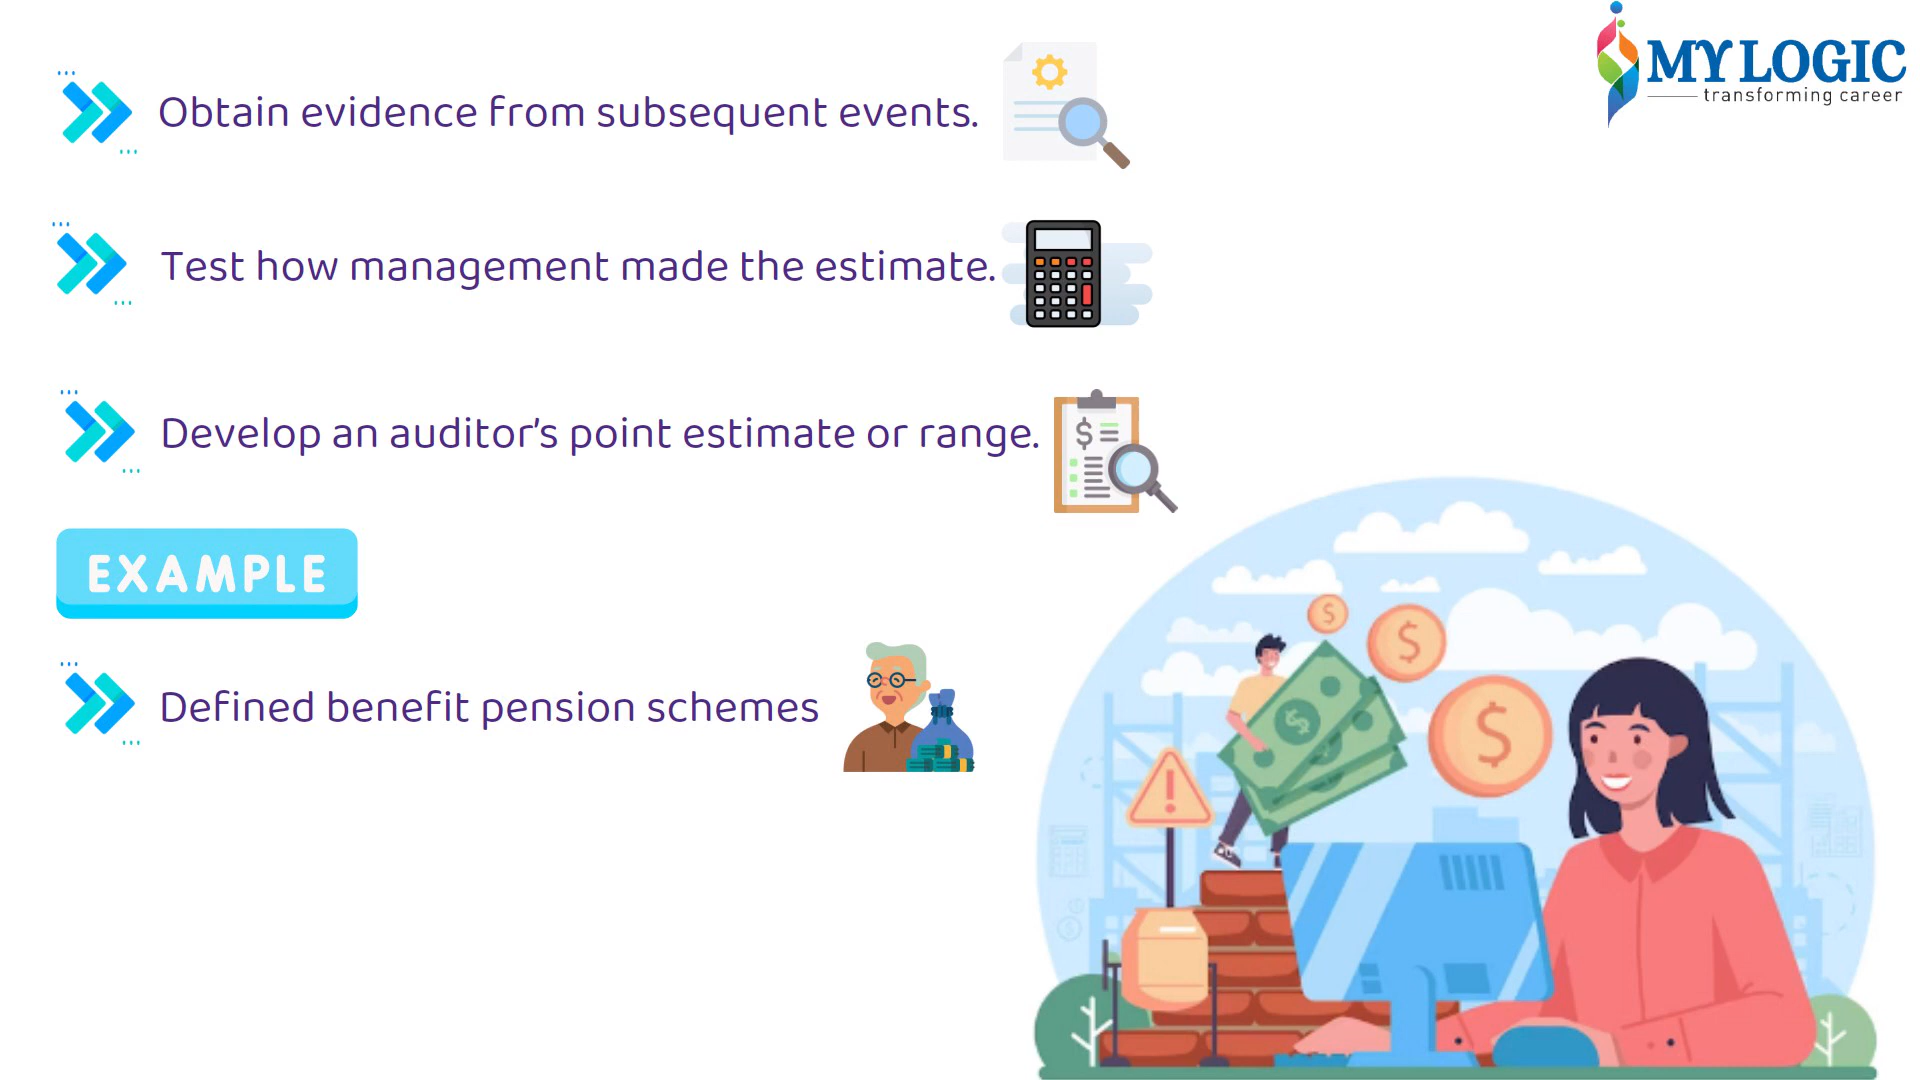 MY LOGIC
transforming career
Obtain evidence from subsequent events.
Test how management made the estimate.
Develop an auditor's point estimate or range.
EXAMPLE
Defined benefit pension schemes